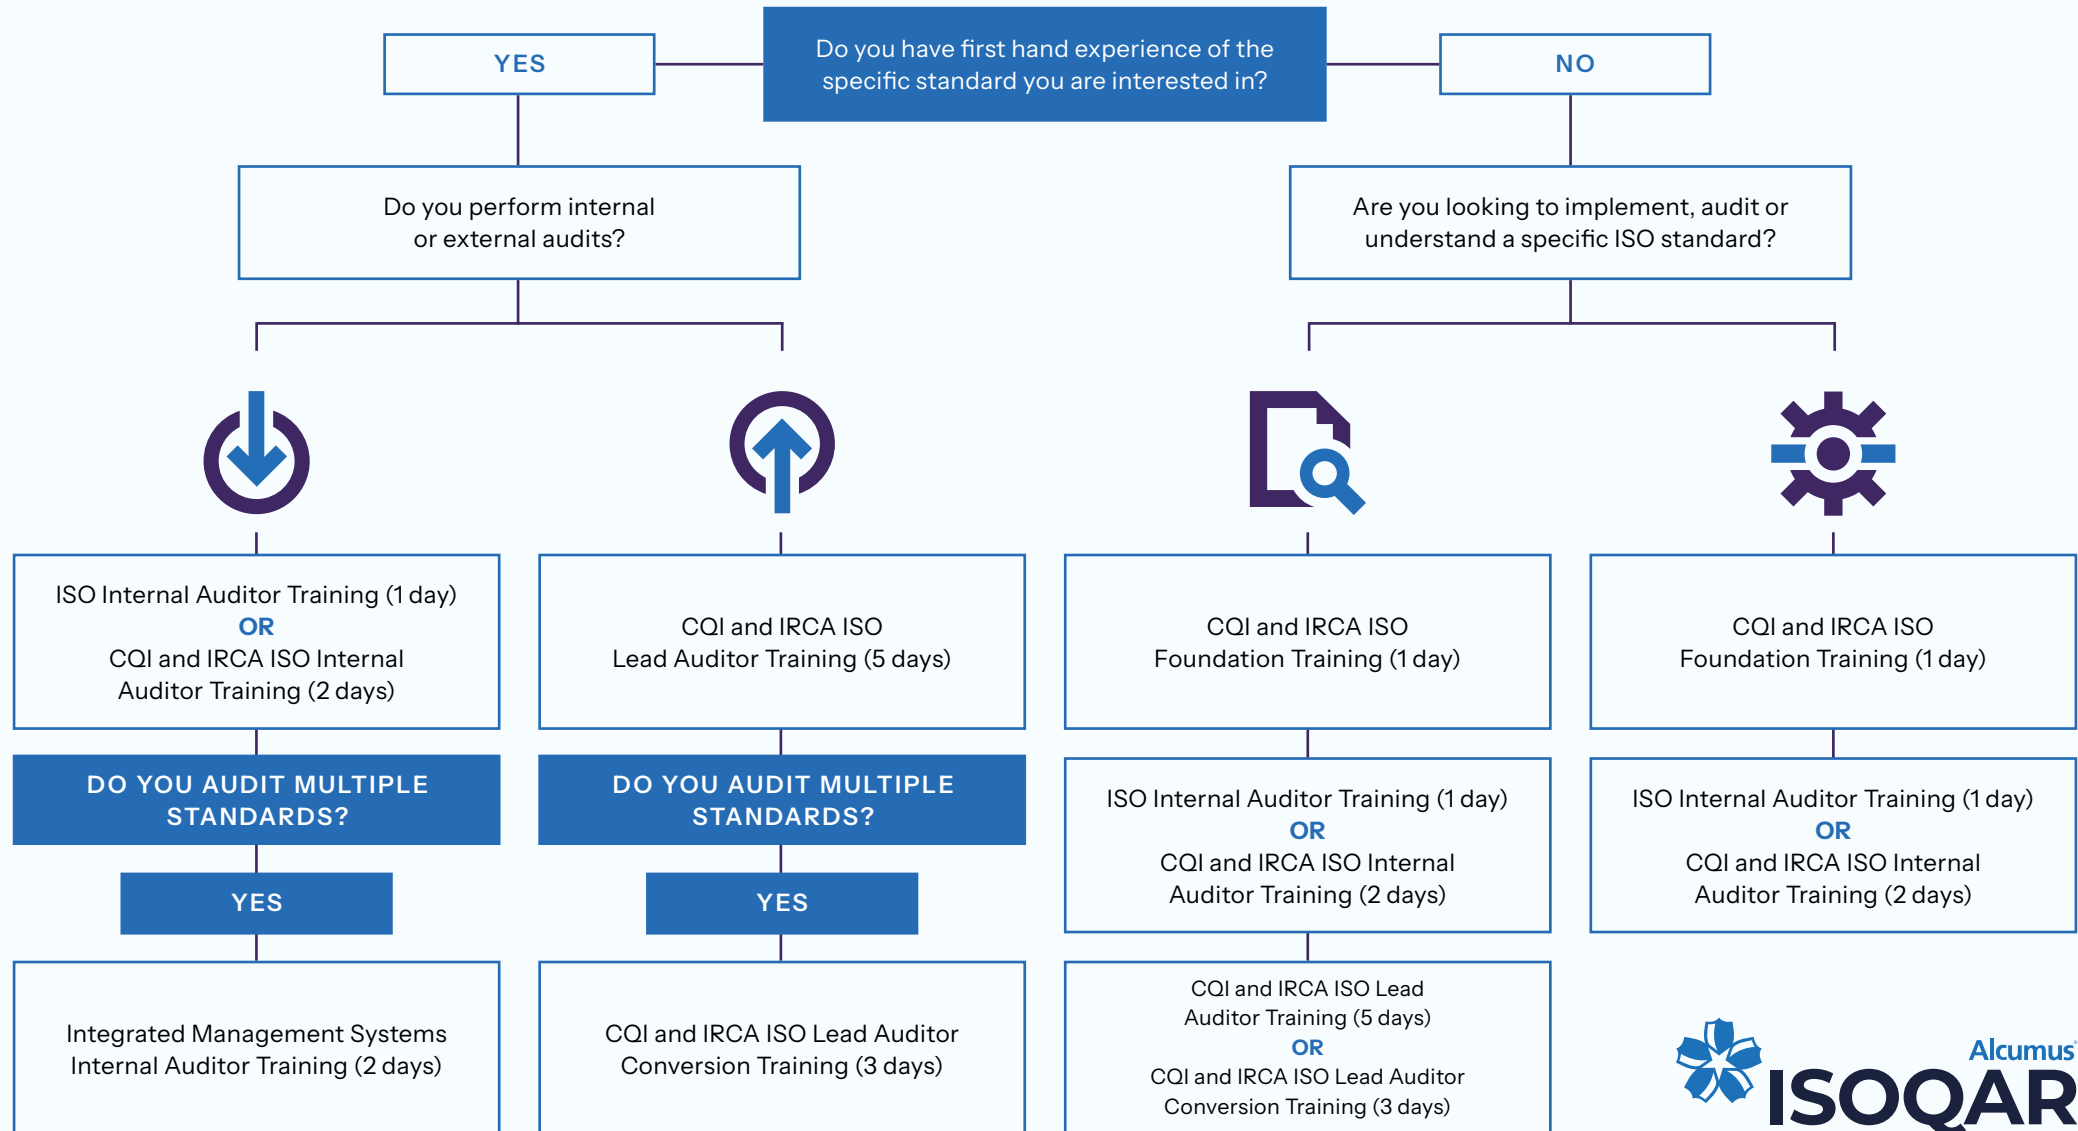 Do you have first hand experience of the
specific standard you are interested in?
YES
NO
Do you perform internal
or external audits?
Are you looking to implement, audit or
understand a specific ISO standard?
ISO Internal Auditor Training (1 day)
OR
CQI and IRCA ISO Internal
Auditor Training (2 days)
DO YOU AUDIT MULTIPLE
STANDARDS?
YES
Integrated Management Systems
Internal Auditor Training (2 days)
CQI and IRCA ISO
Lead Auditor Training (5 days)
DO YOU AUDIT MULTIPLE
STANDARDS?
YES
CQI and IRCA ISO Lead Auditor
Conversion Training (3 days)
CQI and IRCA ISO
Foundation Training (1 day)
ISO Internal Auditor Training (1 day)
OR
CQI and IRCA ISO Internal
Auditor Training (2 days)
CQI and IRCA ISO Lead
Auditor Training (5 days)
OR
CQI and IRCA ISO Lead Auditor
Conversion Training (3 days)
CQI and IRCA ISO
Foundation Training (1 day)
ISO Internal Auditor Training (1 day)
OR
CQI and IRCA ISO Internal
Auditor Training (2 days)
Alcumus
ISOQAR